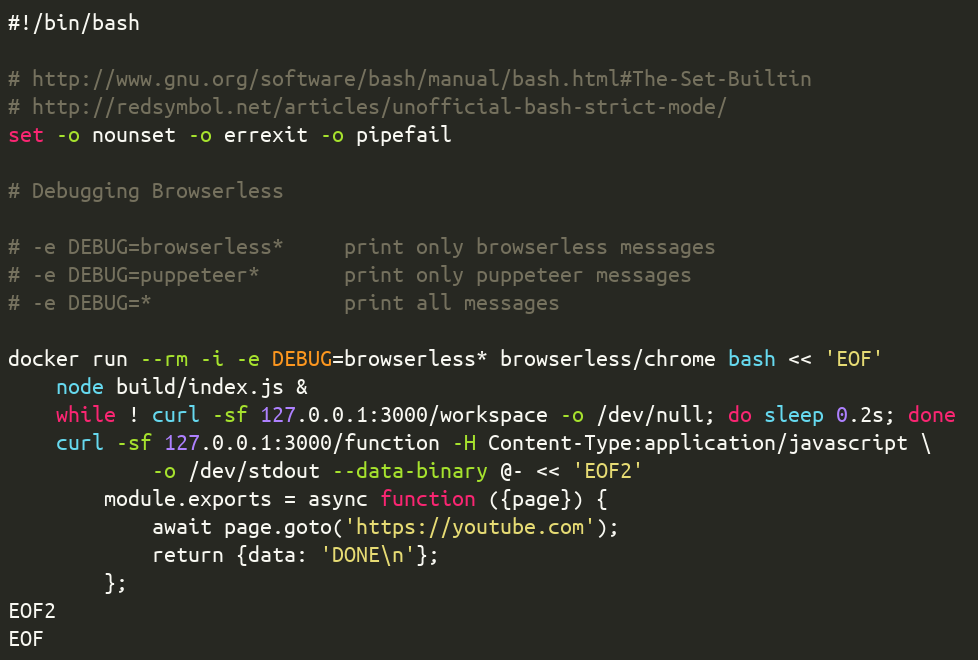 #!/bin/bash

# http://www.gnu.org/software/bash/manual/bash.html#The-Set-Builtin
# http://redsymbol.net/articles/unofficial-bash-strict-mode/
set -o nounset -o errexit -o pipefail

# Debugging Browserless

# -e DEBUG=browserless*     print only browserless messages
# -e DEBUG=puppeteer*       print only puppeteer messages
# -e DEBUG=*                print all messages

docker run --rm -i -e DEBUG=browserless* browserless/chrome bash << 'EOF'
    node build/index.js &
    while ! curl -sf 127.0.0.1:3000/workspace -o /dev/null; do sleep 0.2s; done
    curl -sf 127.0.0.1:3000/function -H Content-Type:application/javascript \
            -o /dev/stdout --data-binary @- << 'EOF2'
        module.exports = async function ({page}) {
            await page.goto('https://youtube.com');
            return {data: 'DONE\n'};
        };
EOF2
EOF